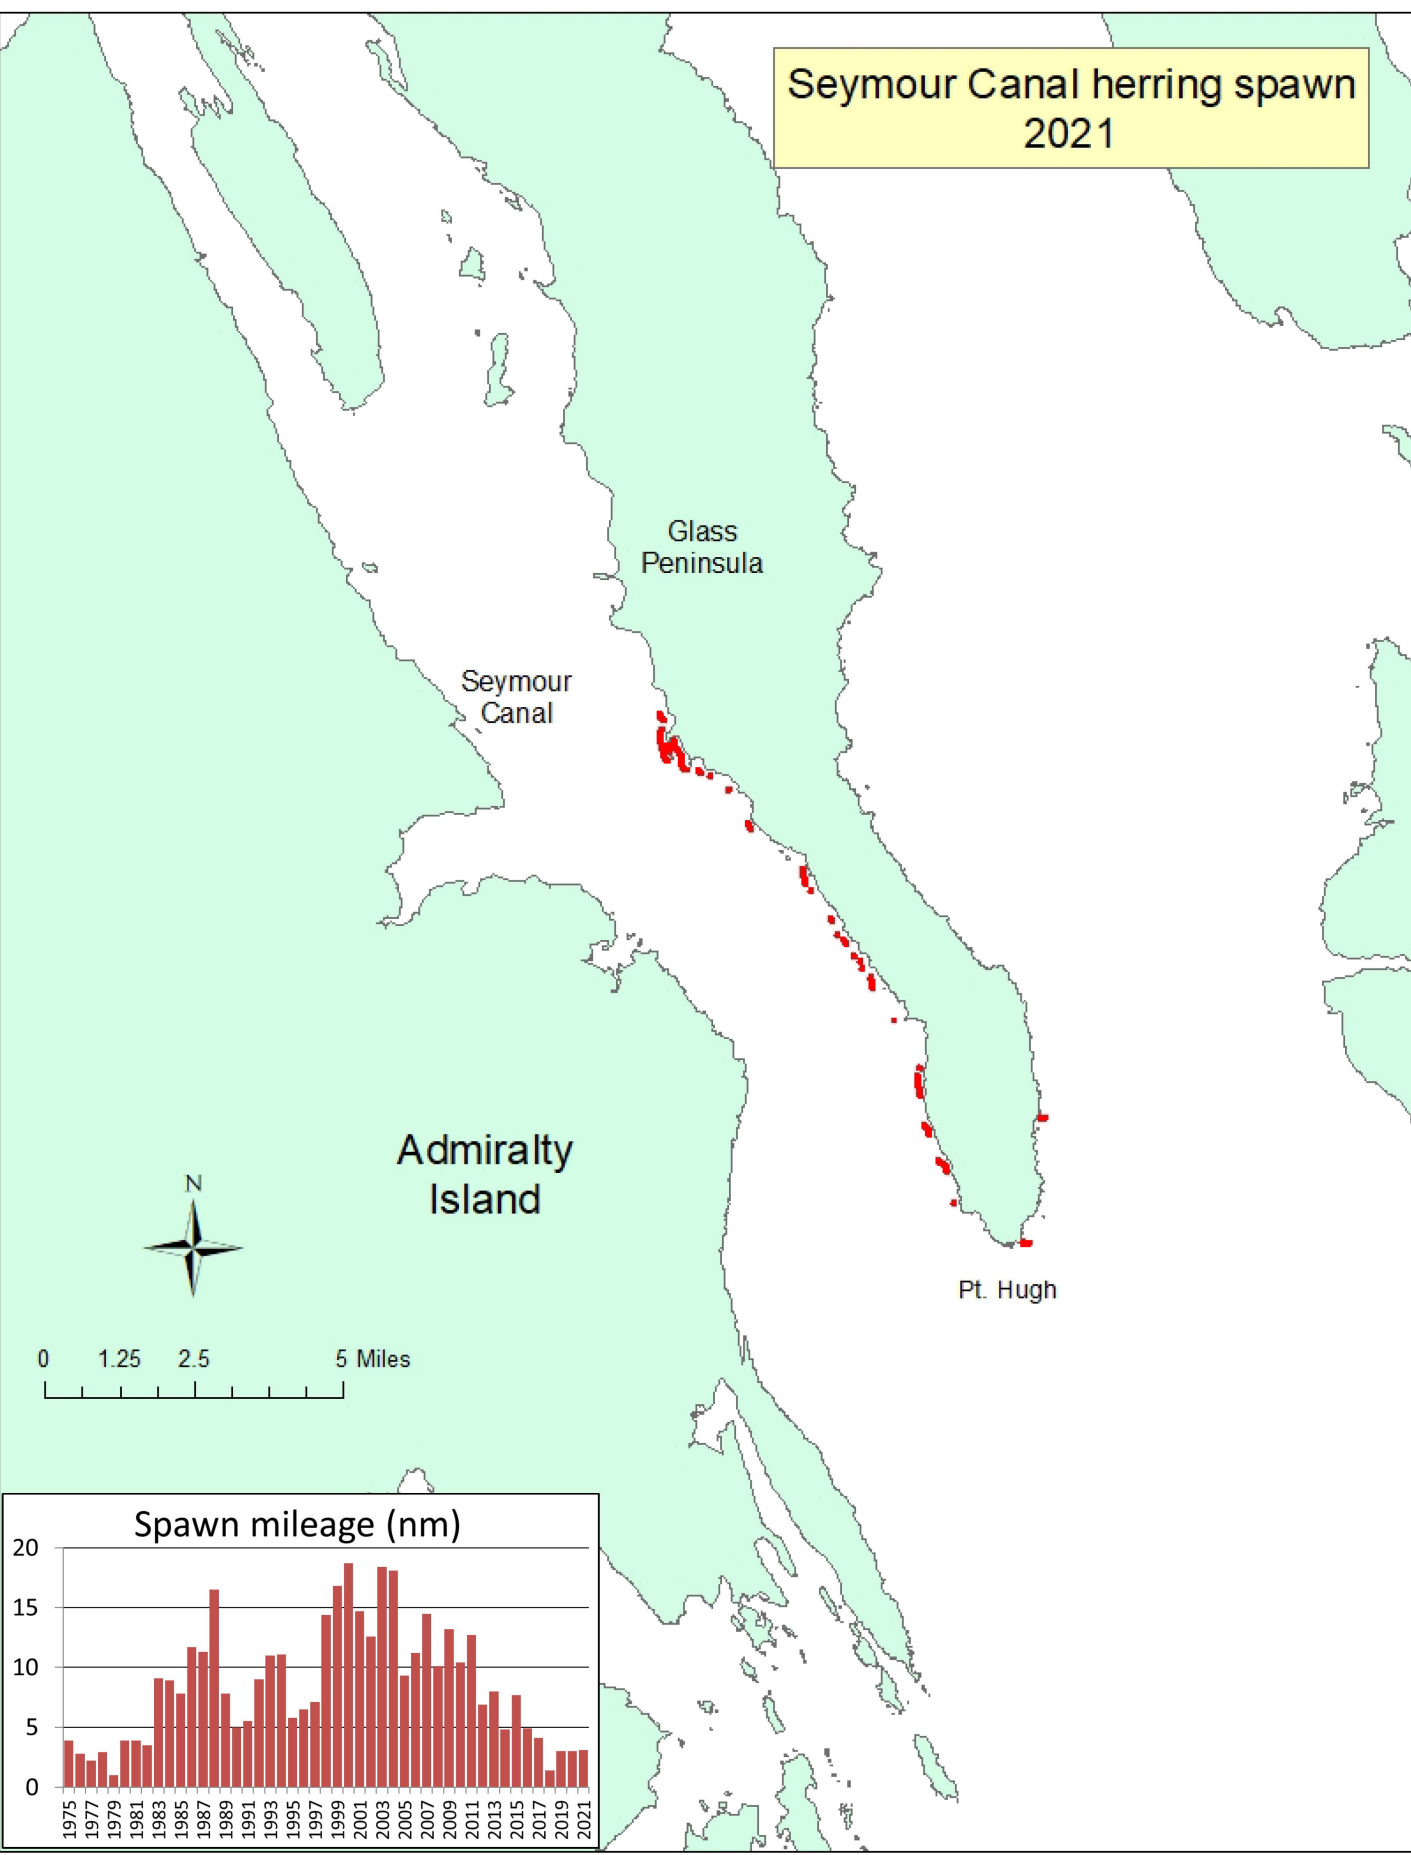 Seymour Canal herring spawn
2021
Glass
Peninsula
Seymour
Canal
Admiralty
Island
N
Pt. Hugh
0 1.25 2.5 5 Miles
Spawn mileage (nm)
20
15
10
5
0
1975 1977 1979 1981 1983 1985 1987 1989 1991 1993 1995 1997 1999 2001 2003 2005 2007 2009 2011 2013 2015 2017 2019 2021